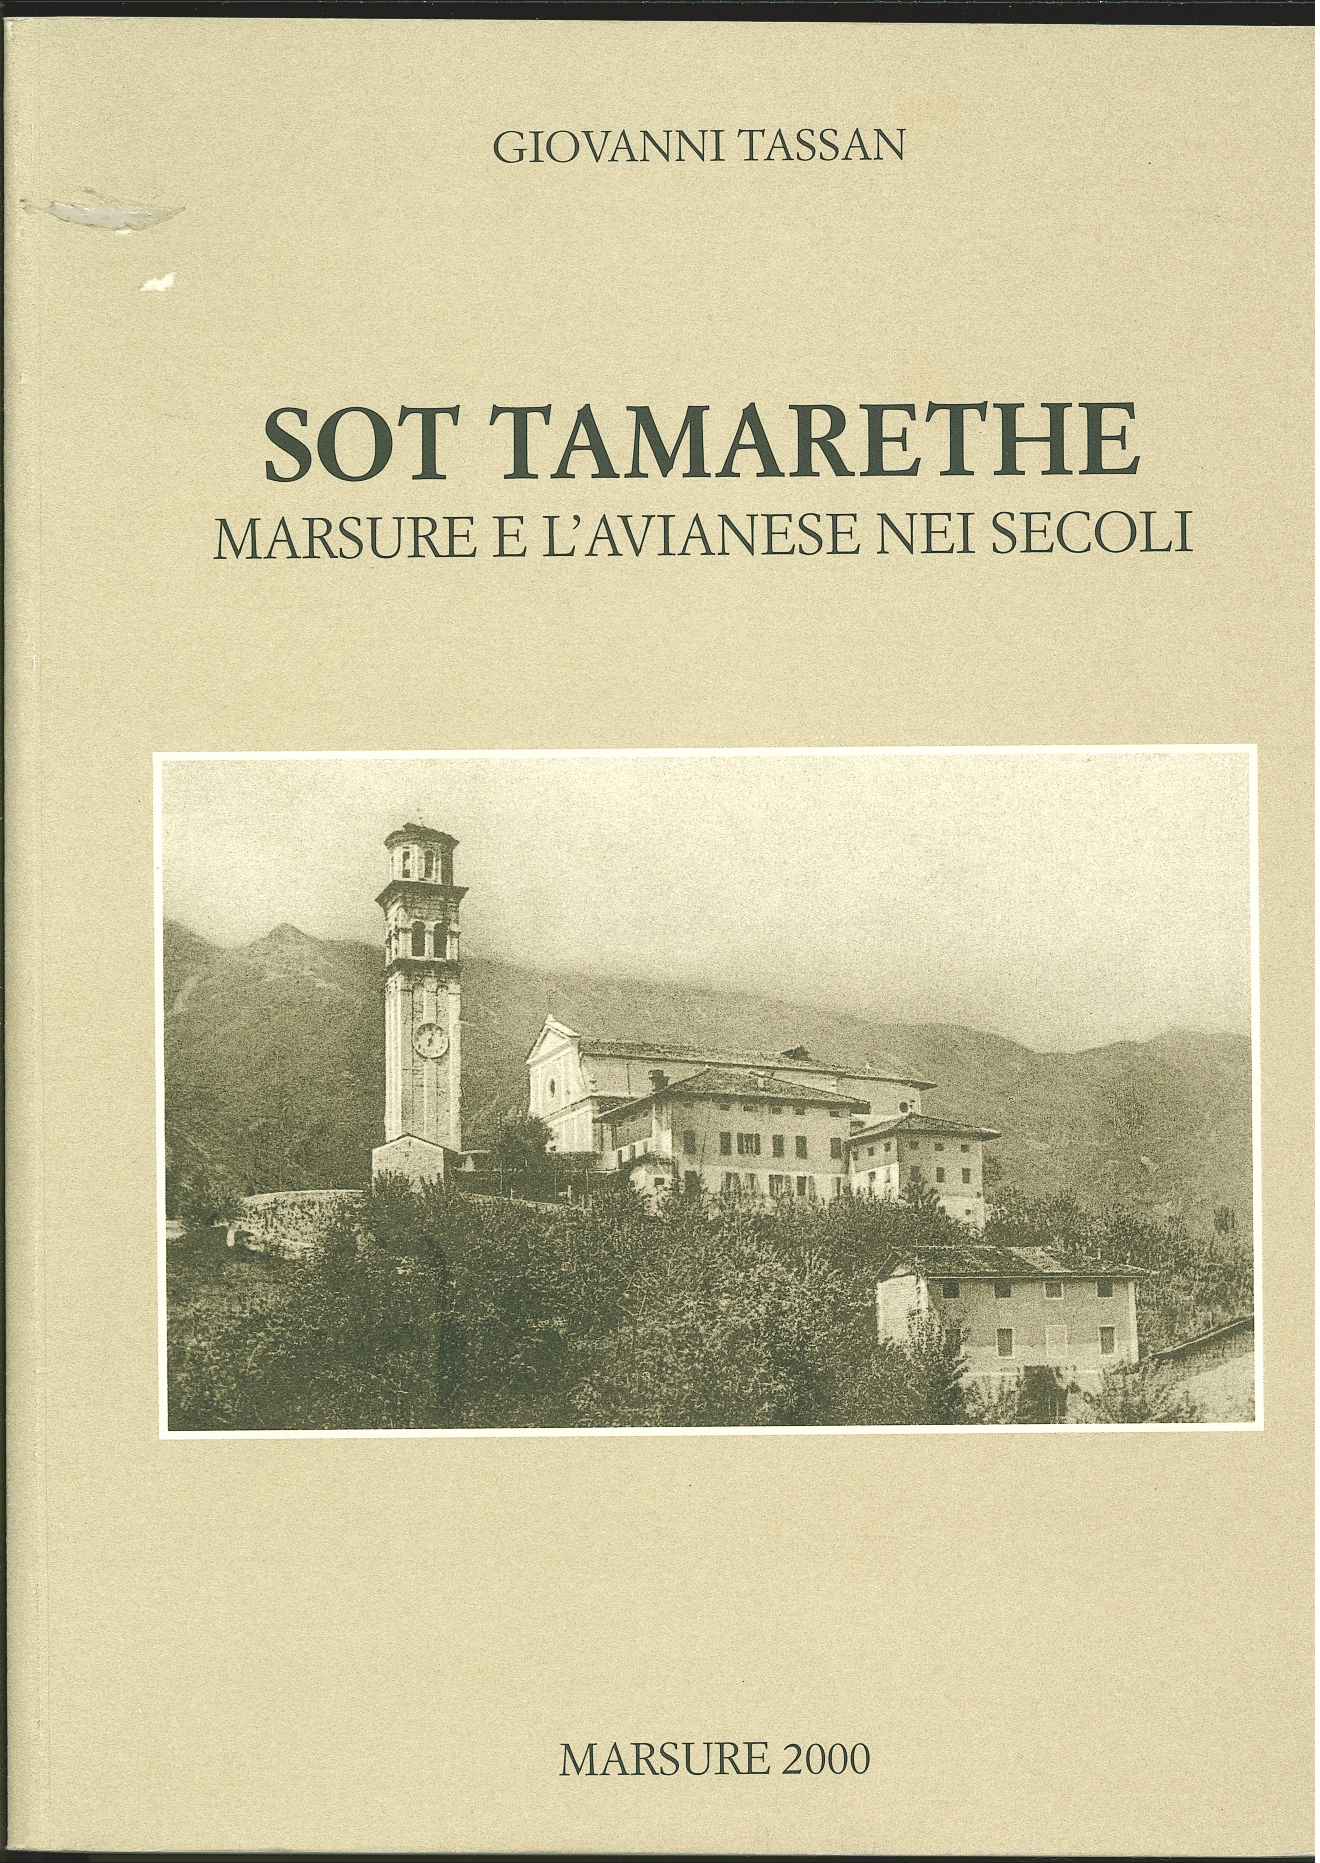 GIOVANNI TASSAN
SOT TAMARETHE
MARSURE E L'AVIANESE NEI SECOLI
MARSURE 2000